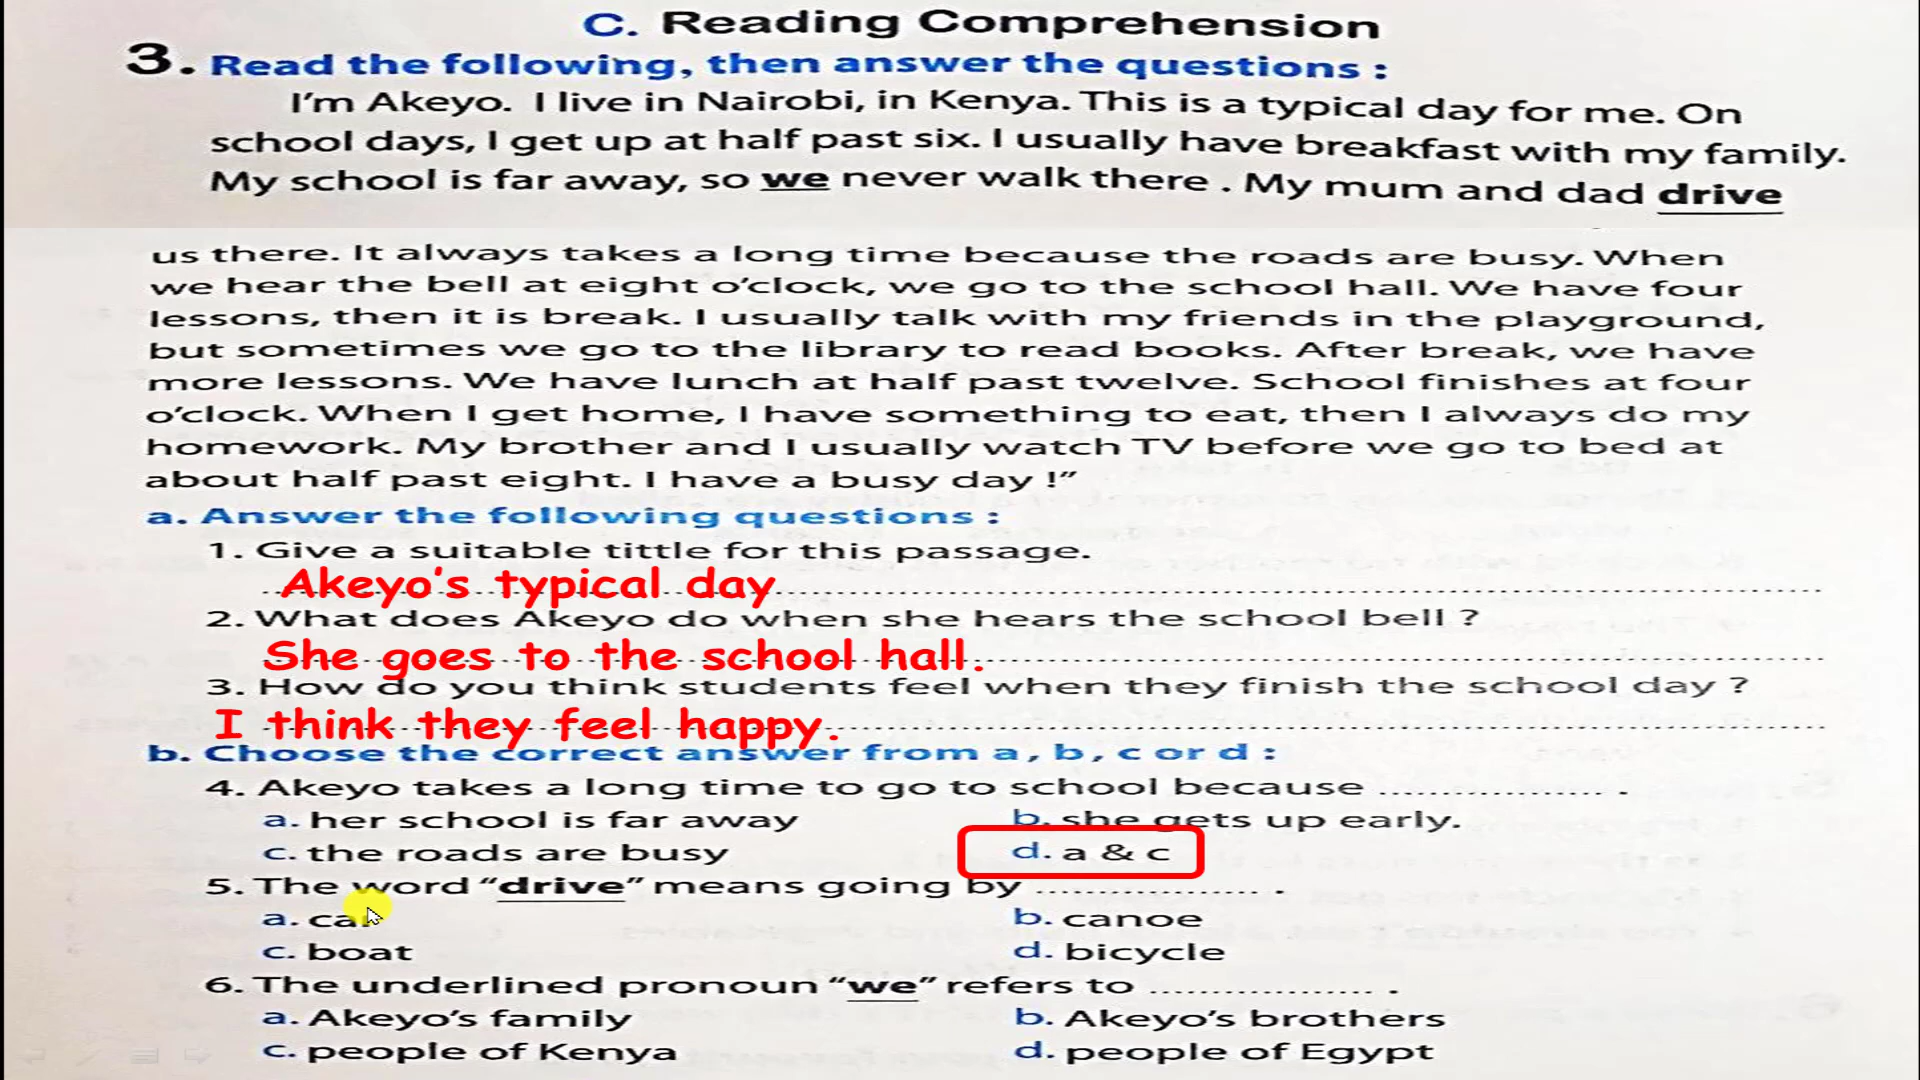 C. Reading Comprehension
3. Read the following, then answer the questions :
I'm Akeyo. I live in Nairobi, in Kenya. This is a typical day for me. On
school days, I get up at half past six. I usually have breakfast with my family.
My school is far away, so we never walk there . My mum and dad drive
us there. It always takes a long time because the roads are busy. When
we hear the bell at eight o'clock, we go to the school hall. We have four
lessons, then it is break. I usually talk with my friends in the playground,
but sometimes we go to the library to read books. After break, we have
more lessons. We have lunch at half past twelve. School finishes at four
o'clock. When I get home, I have something to eat, then I always do my
homework. My brother and I usually watch TV before we go to bed at
about half past eight. I have a busy day !"
a. Answer the following questions :
1. Give a suitable tittle for this passage.
Akeyo's typical day
2. What does Akeyo do when she hears the school bell ?
She goes to the school hall.
3. How do you think students feel when they finish the school day ?
I think they feel happy.
b. Choose the correct answer from a , b , c or d :
4. Akeyo takes a long time to go to school because .................... .
a. her school is far away b. she gets up early.
c. the roads are busy d. a & c
5. The word "drive" means going by .................... .
a. car b. canoe
c. boat d. bicycle
6. The underlined pronoun "we" refers to .................... .
a. Akeyo's family b. Akeyo's brothers
c. people of Kenya d. people of Egypt